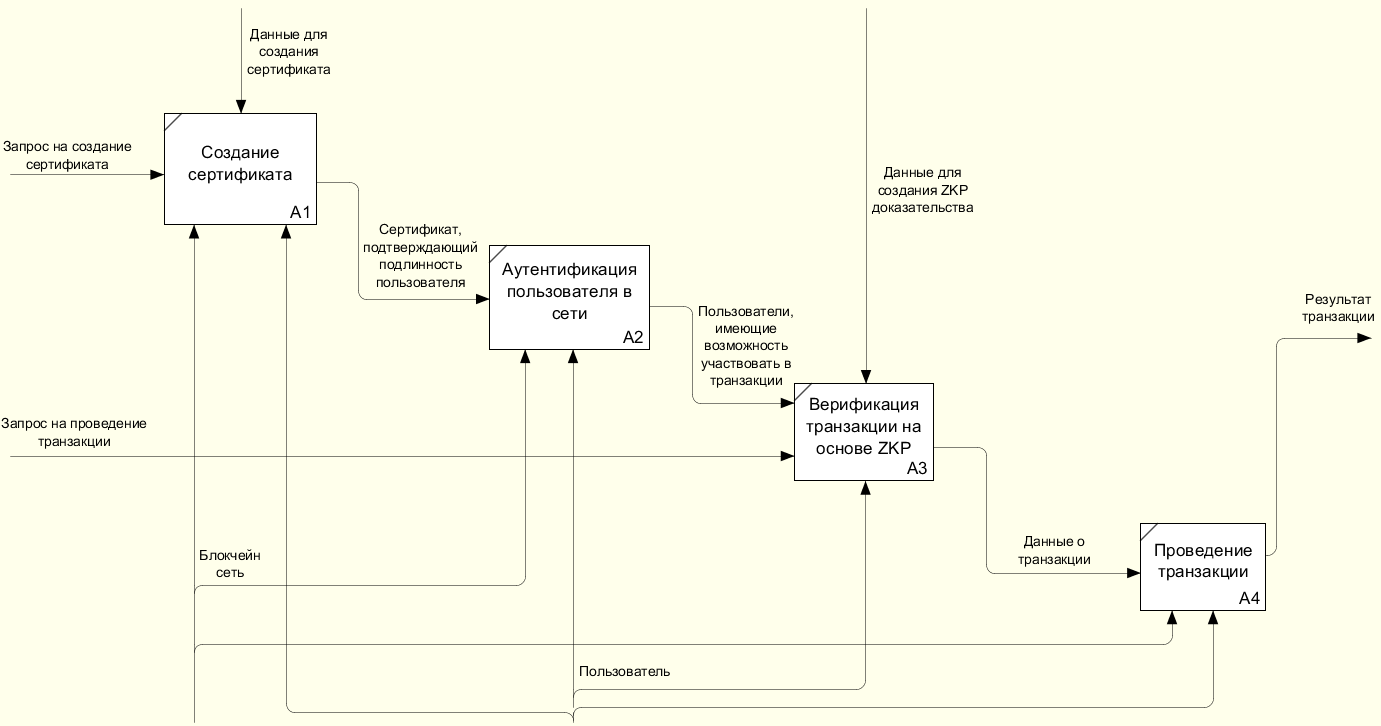 Данные для
создания
сертификата
Запрос на создание
сертификата
Создание
сертификата
A1
Данные для
создания ZKP
доказательства
Сертификат,
подтверждающий
подлинность
пользователя
Аутентификация
пользователя в
сети
A2
Пользователи,
имеющие
возможность
участвовать в
транзакции
Результат
транзакции
Запрос на проведение
транзакции
Верификация
транзакции на
основе ZKP
A3
Данные о
транзакции
Проведение
транзакции
A4
Блокчейн
сеть
Пользователь